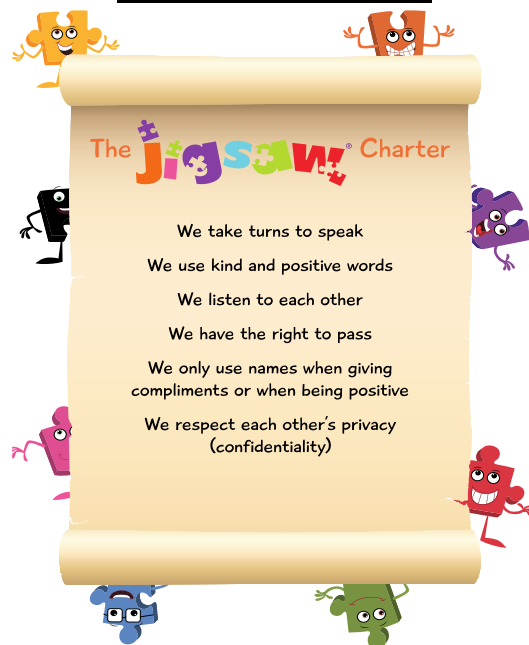 The jigsaw® Charter
We take turns to speak
We use kind and positive words
We listen to each other
We have the right to pass
We only use names when giving
compliments or when being positive
We respect each other's privacy
(confidentiality)